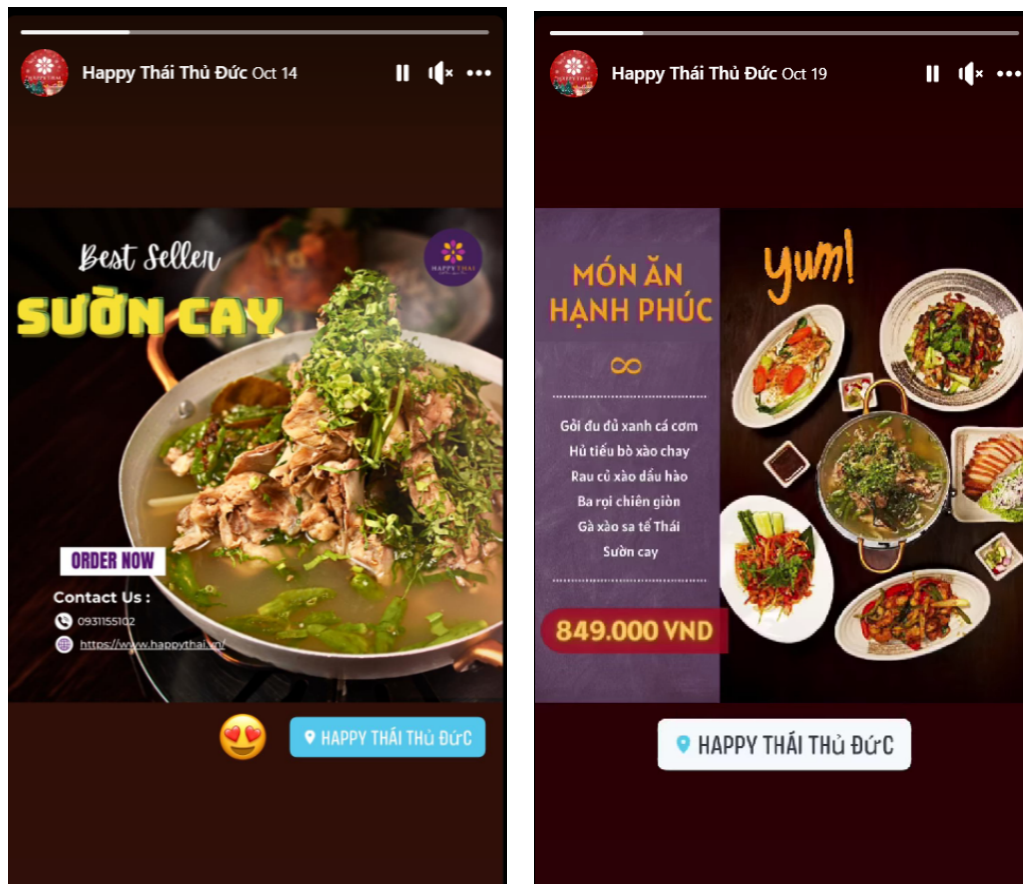 Happy Thái Thủ Đức Oct 14
Best Seller
HAPPY THAI
SƯỜN CAY
ORDER NOW
Contact Us :
0931155102
https://www.happythai.vn/
HAPPY THÁI THủ ĐứC
Happy Thái Thủ Đức Oct 19
yum!
MÓN ĂN
HẠNH PHÚC
Gỏi đu đủ xanh cá cơm
Hủ tiếu bò xào chay
Rau củ xào dầu hào
Ba rọi chiên giòn
Gà xào sa tế Thái
Sườn cay
849.000 VND
HAPPY THÁI THủ ĐứC